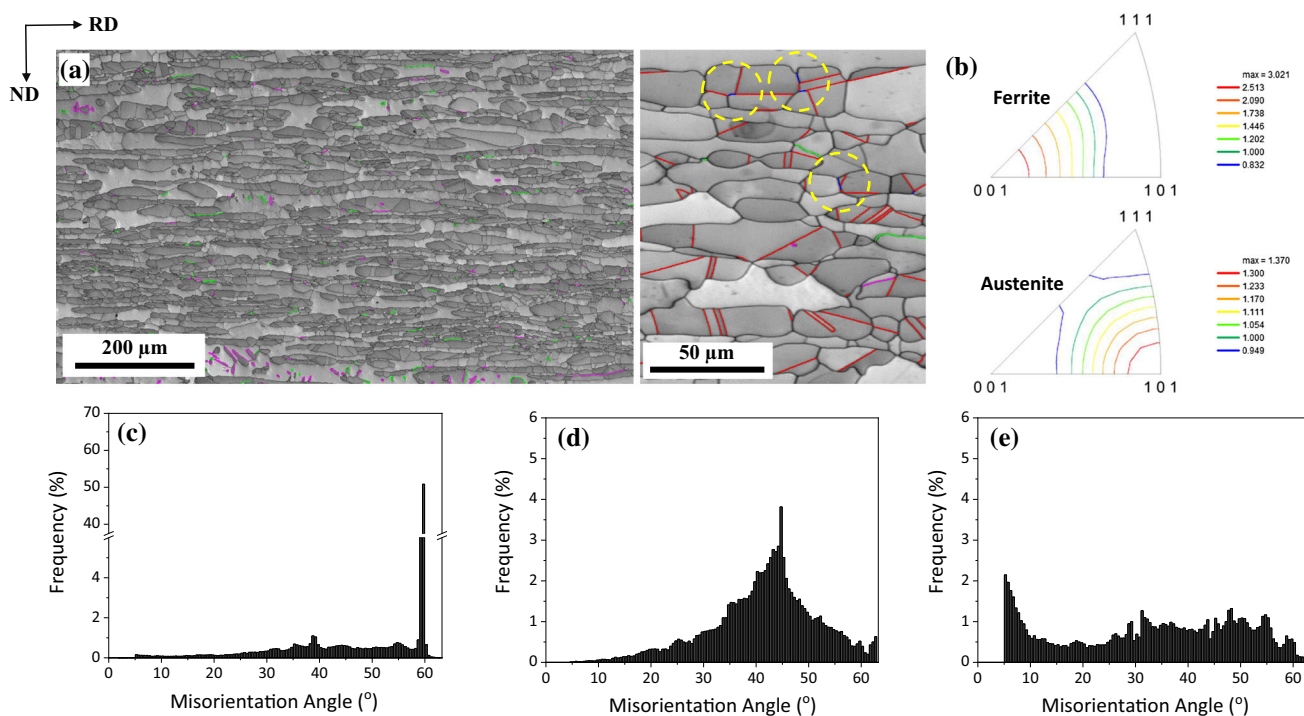 RD
ND
(a)
200 µm
50 µm
(b)
1 1 1
Ferrite
0 0 1
1 0 1
max = 3.021
2.513
2.090
1.738
1.446
1.202
1.000
0.832
1 1 1
Austenite
0 0 1
1 0 1
max = 1.370
1.300
1.233
1.170
1.111
1.054
1.000
0.949
(c)
Frequency (%)
70
60
50
40
4
2
0
0 10 20 30 40 50 60
Misorientation Angle (°)
(d)
Frequency (%)
6
5
4
3
2
1
0
0 10 20 30 40 50 60
Misorientation Angle (°)
(e)
Frequency (%)
6
5
4
3
2
1
0
0 10 20 30 40 50 60
Misorientation Angle (°)